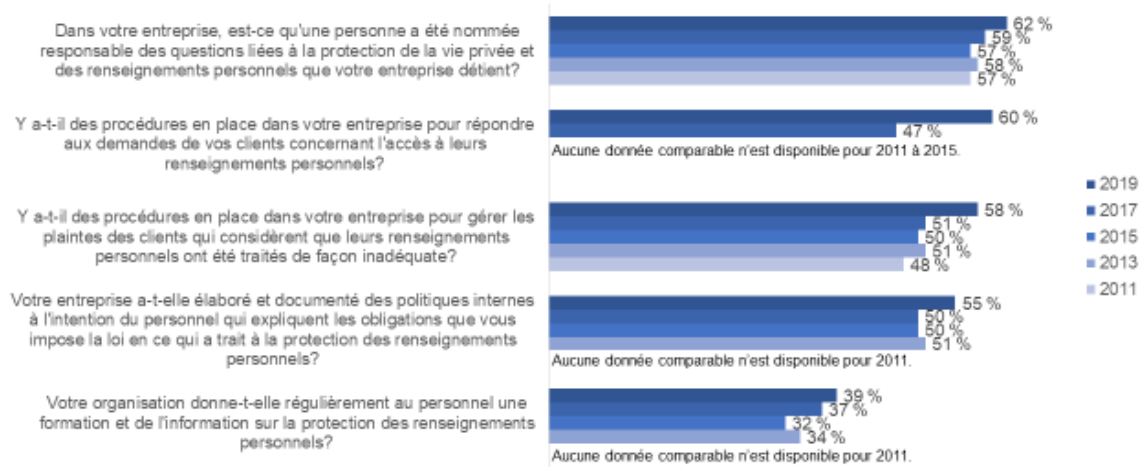 Dans votre entreprise, est-ce qu'une personne a été nommée
responsable des questions liées à la protection de la vie privée et
des renseignements personnels que votre entreprise détient?
62 %
59 %
57 %
58 %
57 %
Y a-t-il des procédures en place dans votre entreprise pour répondre
aux demandes de vos clients concernant l'accès à leurs
renseignements personnels?
60 %
47 %
Aucune donnée comparable n'est disponible pour 2011 à 2015.
Y a-t-il des procédures en place dans votre entreprise pour gérer les
plaintes des clients qui considèrent que leurs renseignements
personnels ont été traités de façon inadéquate?
58 %
51 %
50 %
51 %
48 %
Votre entreprise a-t-elle élaboré et documenté des politiques internes
à l'intention du personnel qui expliquent les obligations que vous
impose la loi en ce qui a trait à la protection des renseignements
personnels?
55 %
50 %
50 %
51 %
Aucune donnée comparable n'est disponible pour 2011.
Votre organisation donne-t-elle régulièrement au personnel une
formation et de l'information sur la protection des renseignements
personnels?
39 %
37 %
32 %
34 %
Aucune donnée comparable n'est disponible pour 2011.
2019
2017
2015
2013
2011